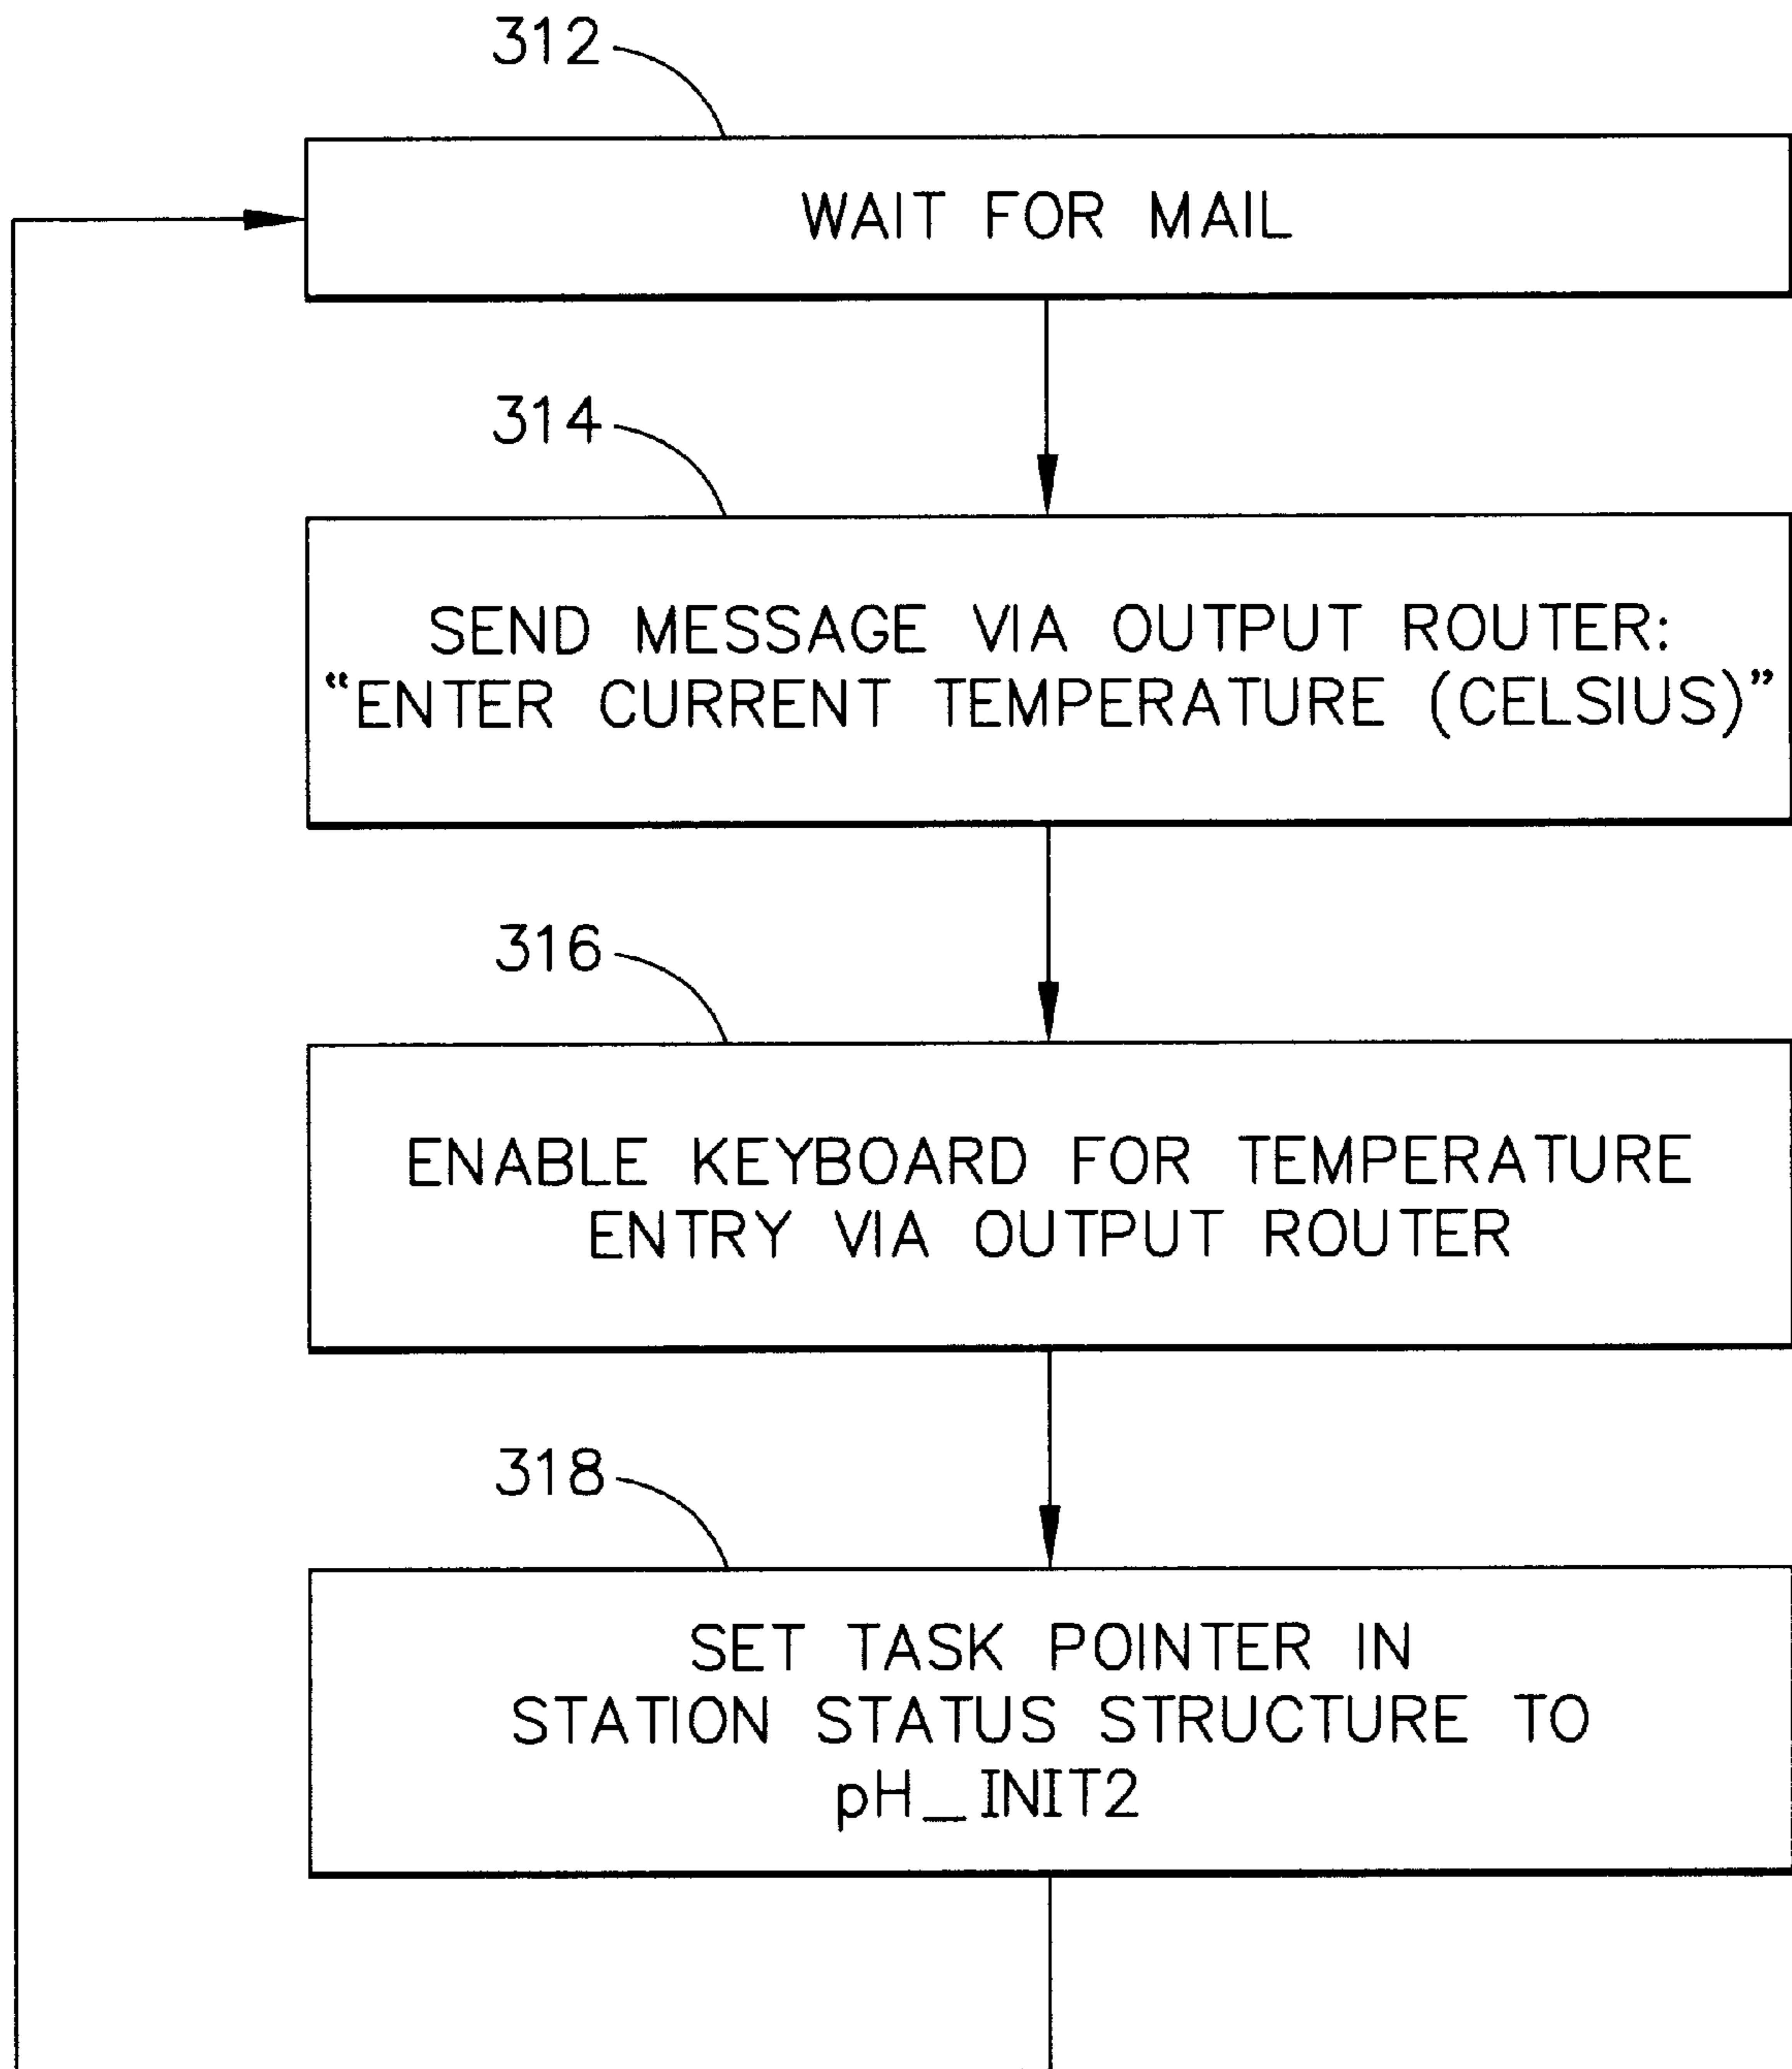 312
WAIT FOR MAIL
314
SEND MESSAGE VIA OUTPUT ROUTER:
“ENTER CURRENT TEMPERATURE (CELSIUS)”
316
ENABLE KEYBOARD FOR TEMPERATURE
ENTRY VIA OUTPUT ROUTER
318
SET TASK POINTER IN
STATION STATUS STRUCTURE TO
pH_INIT2